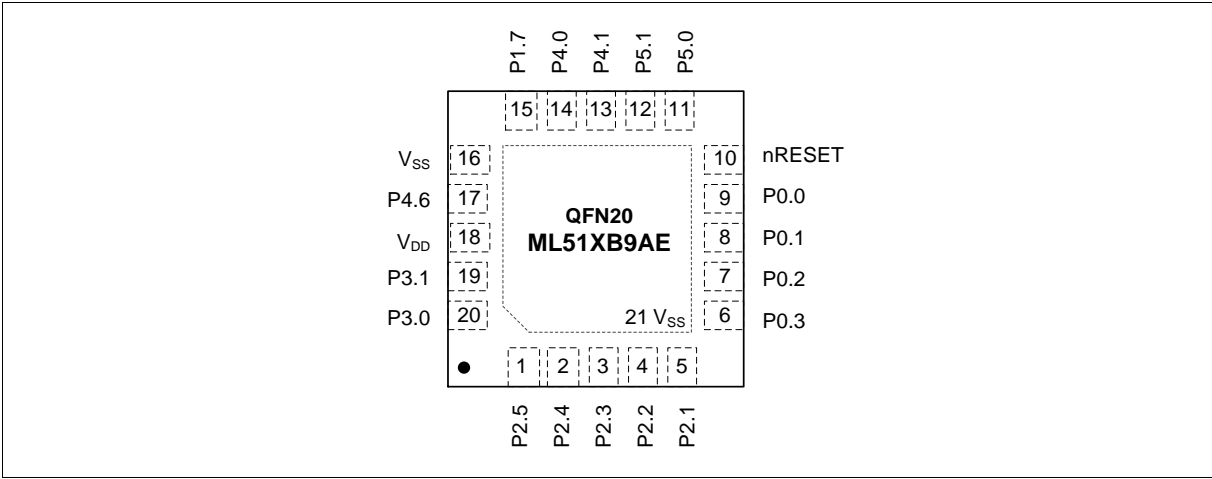 P1.7 P4.0 P4.1 P5.1 P5.0
15 14 13 12 11
VSS 16 10 nRESET
P4.6 17 9 P0.0
QFN20
VDD 18 ML51XB9AE 8 P0.1
P3.1 19 7 P0.2
P3.0 20 21 VSS 6 P0.3
1 2 3 4 5
P2.5 P2.4 P2.3 P2.2 P2.1